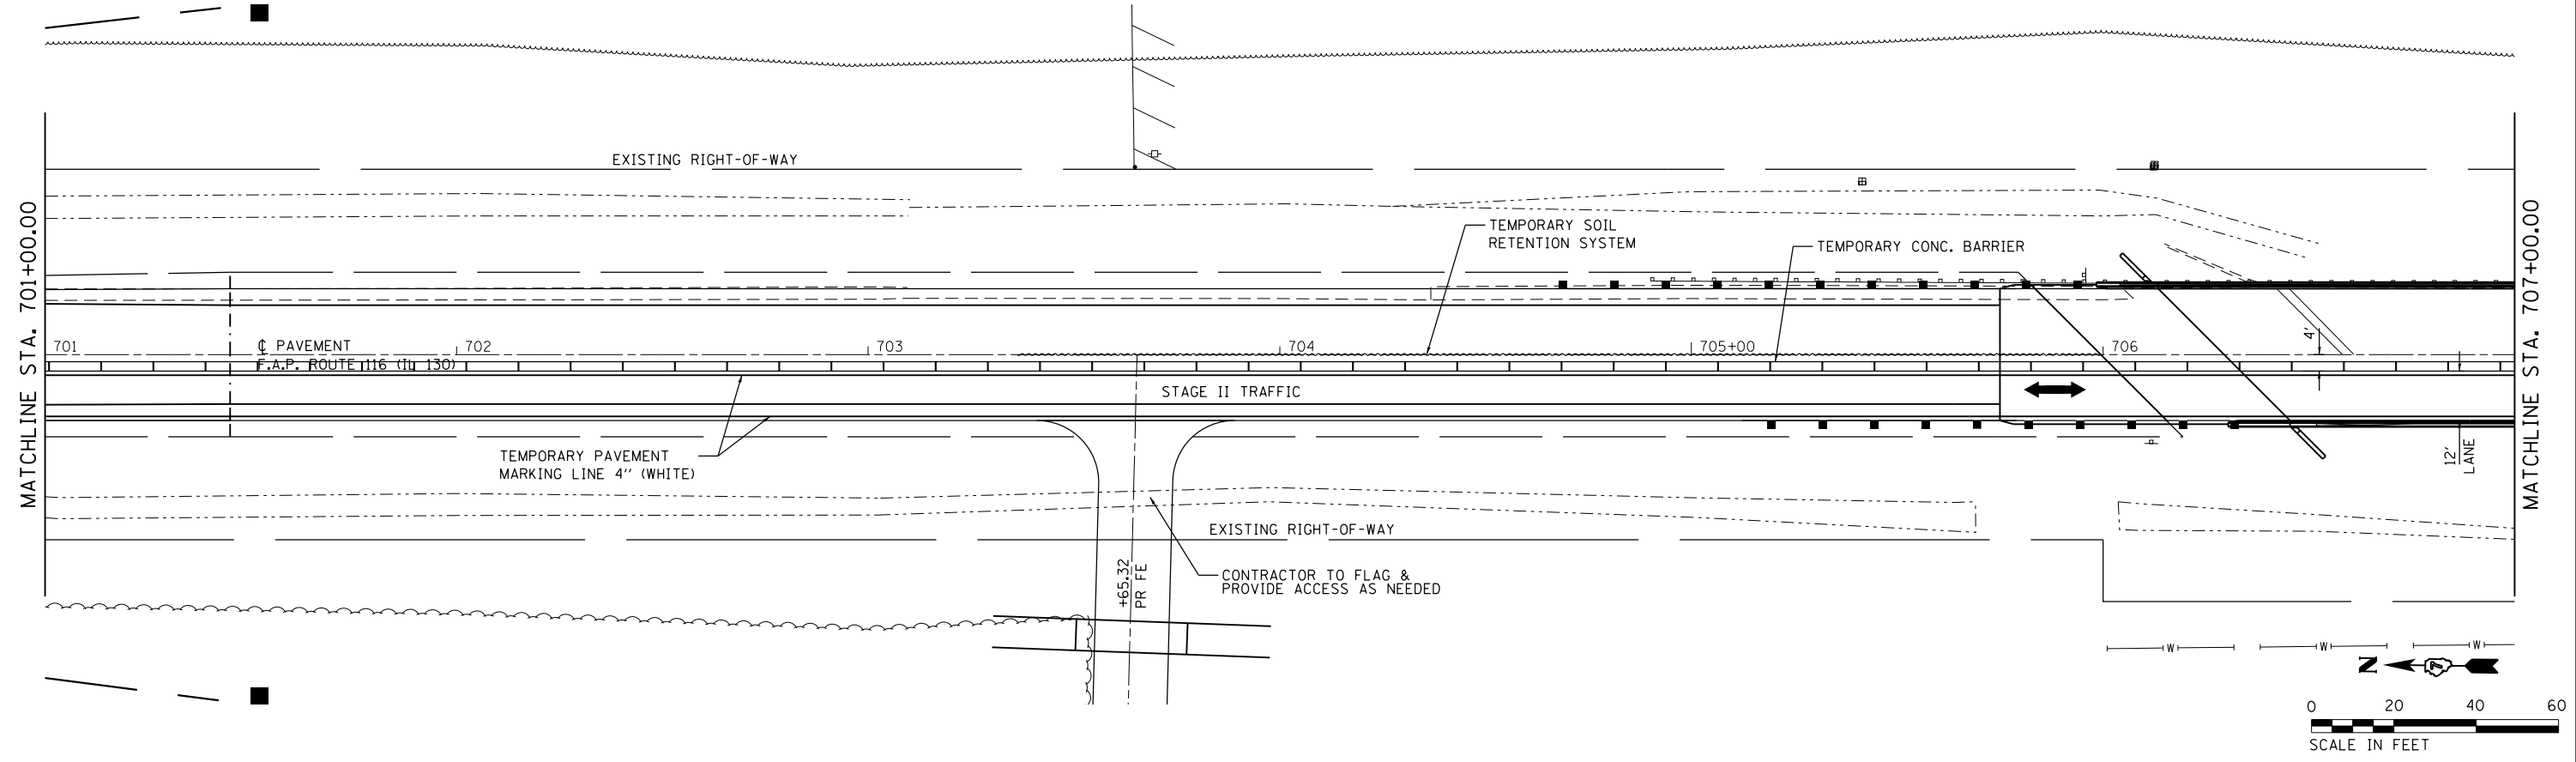 EXISTING RIGHT-OF-WAY
TEMPORARY SOIL
RETENTION SYSTEM
TEMPORARY CONC. BARRIER
MATCHLINE STA. 701+00.00
MATCHLINE STA. 707+00.00
701
702
703
704
705+00
706
4'
℄ PAVEMENT
F.A.P. ROUTE 116 (IL 130)
STAGE II TRAFFIC
TEMPORARY PAVEMENT
MARKING LINE 4'' (WHITE)
12'
LANE
EXISTING RIGHT-OF-WAY
CONTRACTOR TO FLAG &
PROVIDE ACCESS AS NEEDED
+65.32
PR FE
W
W
W
N
0 20 40 60
SCALE IN FEET